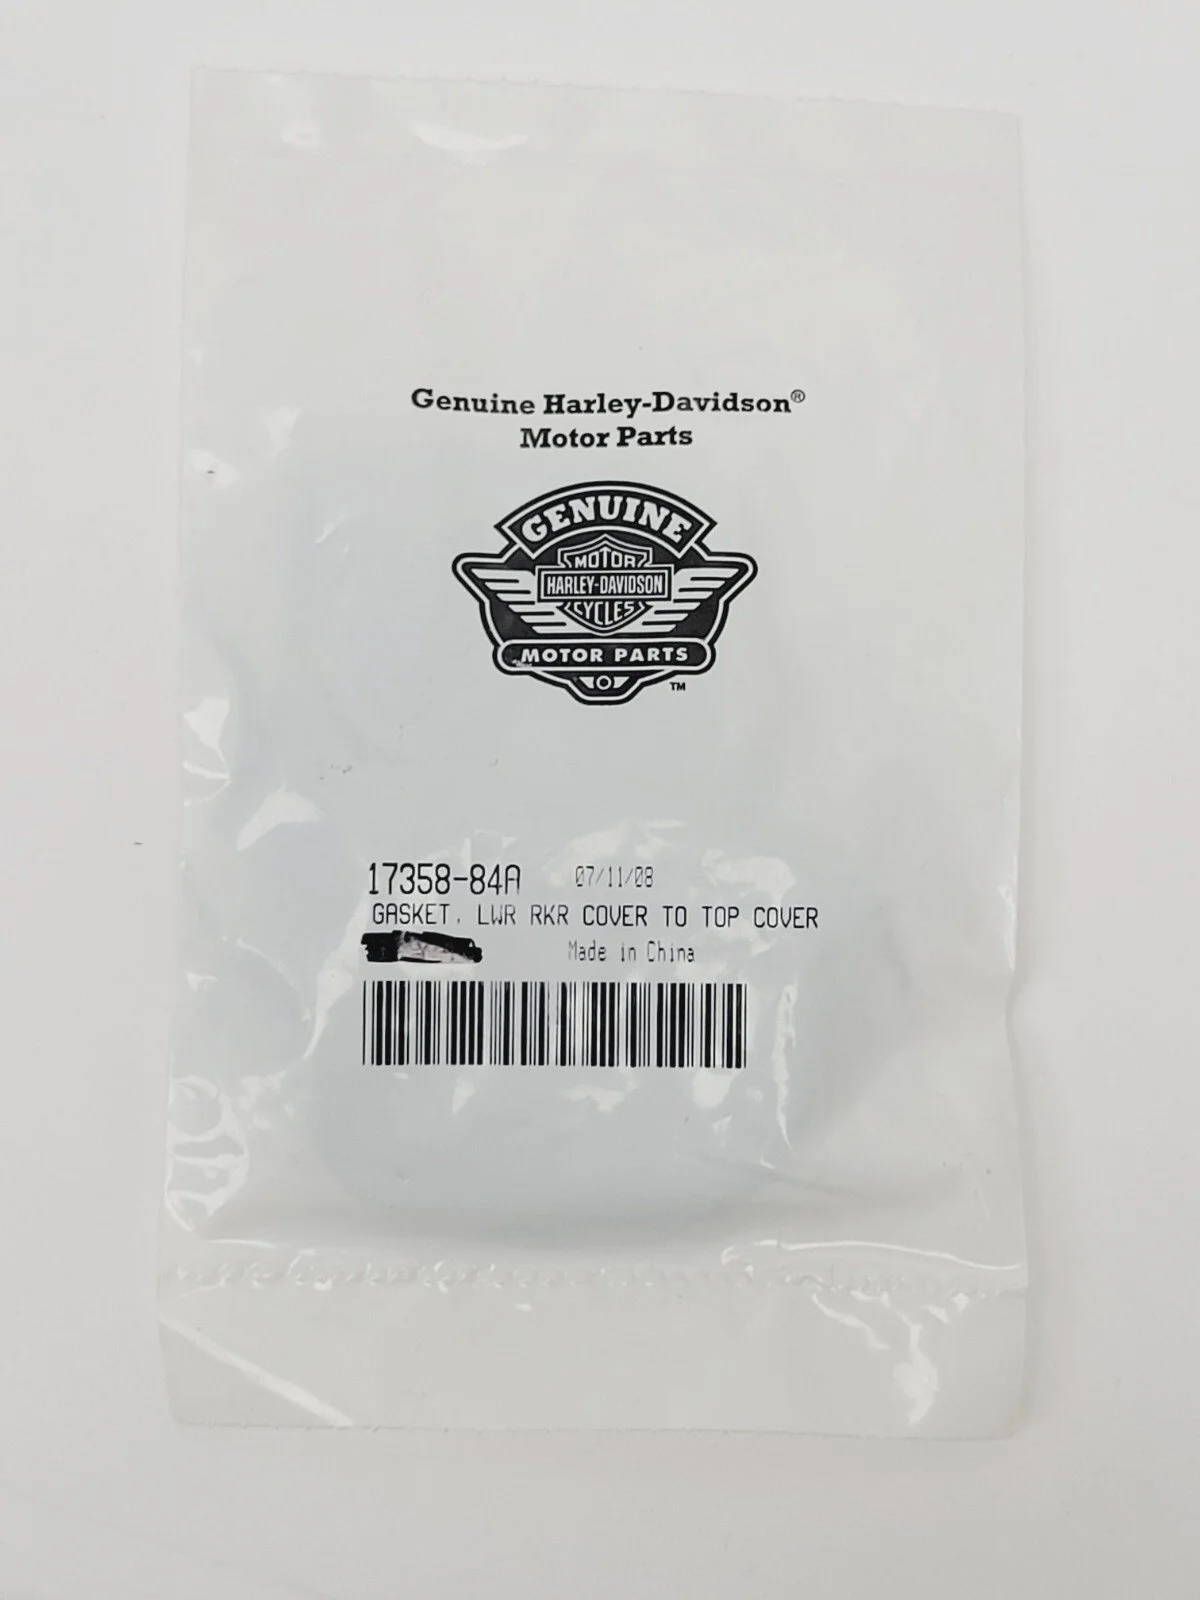 Genuine Harley-Davidson®
Motor Parts
GENUINE
MOTOR
HARLEY-DAVIDSON
CYCLES
MOTOR PARTS
™
17358-84A 07/11/08
GASKET, LWR RKR COVER TO TOP COVER
Made in China